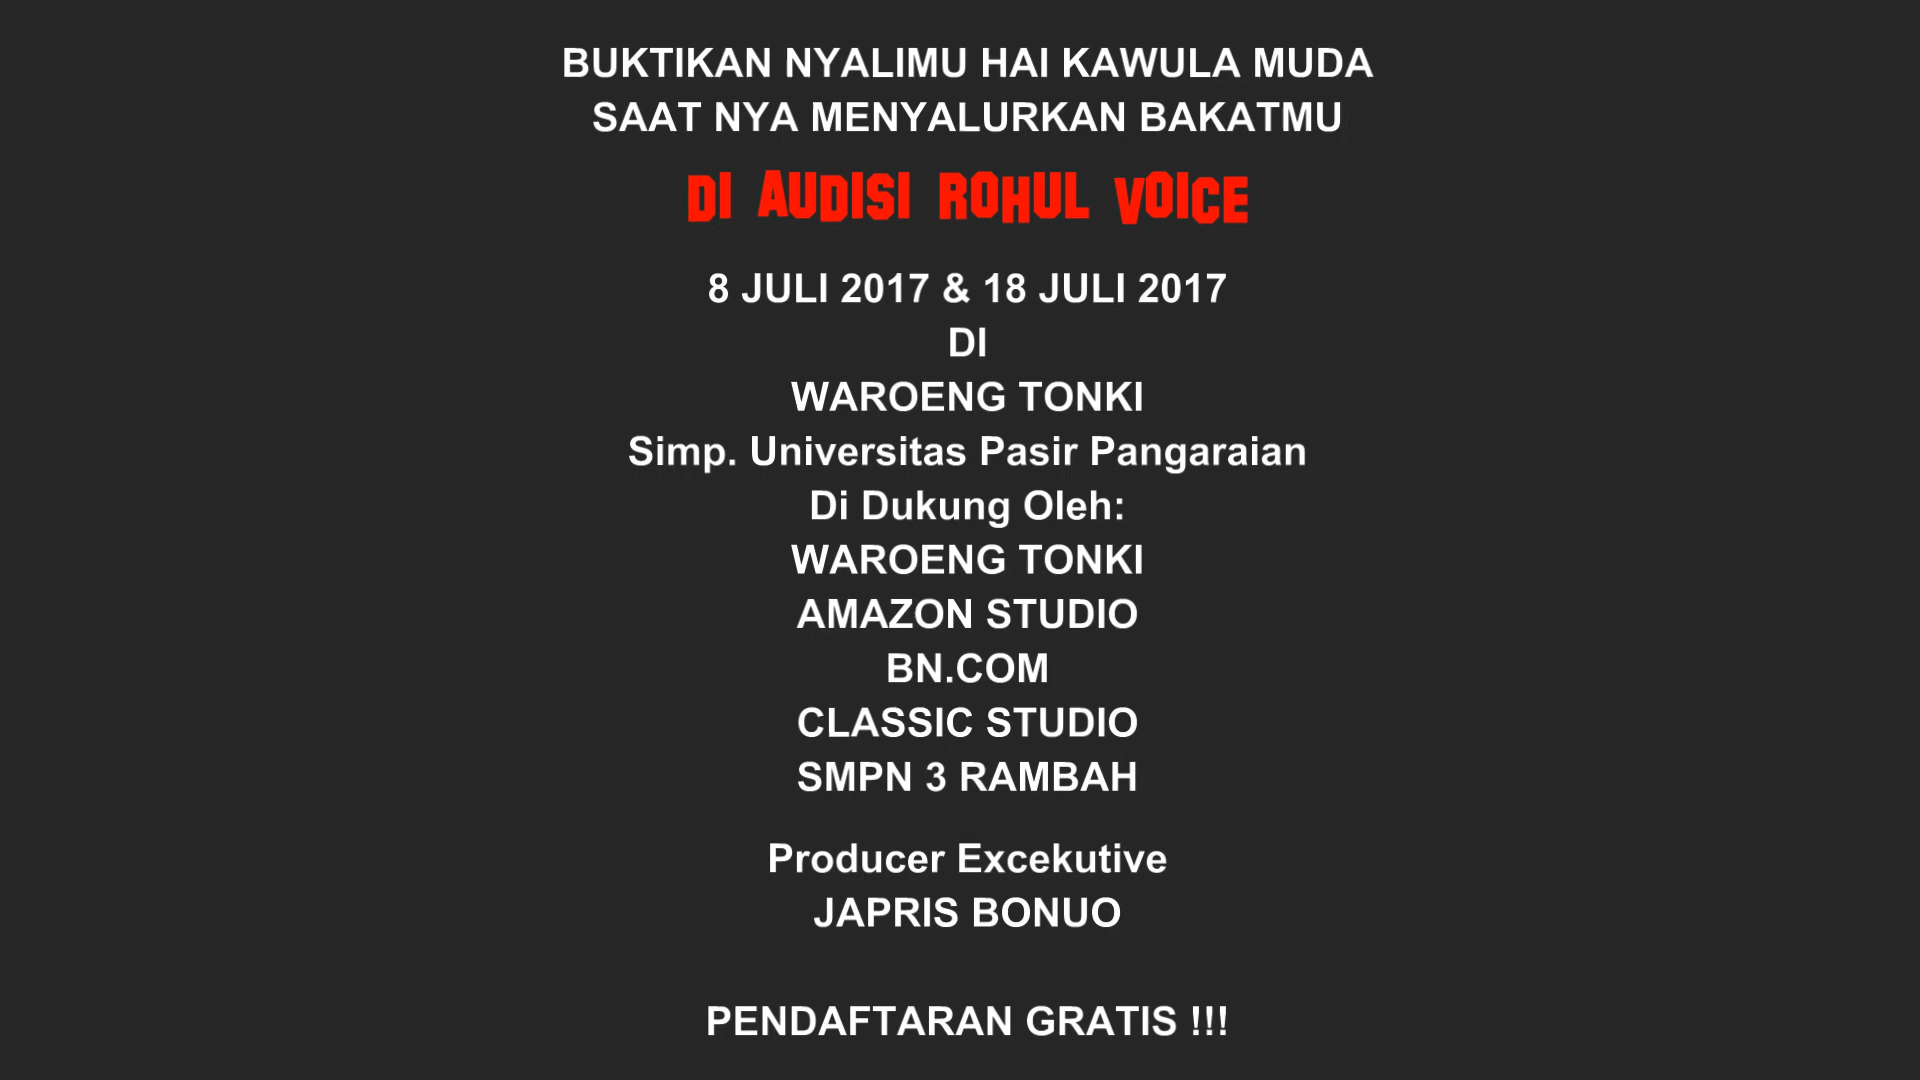 BUKTIKAN NYALIMU HAI KAWULA MUDA
SAAT NYA MENYALURKAN BAKATMU
DI AUDISI ROHUL VOICE
8 JULI 2017 & 18 JULI 2017
DI
WAROENG TONKI
Simp. Universitas Pasir Pangaraian
Di Dukung Oleh:
WAROENG TONKI
AMAZON STUDIO
BN.COM
CLASSIC STUDIO
SMPN 3 RAMBAH
Producer Excekutive
JAPRIS BONUO
PENDAFTARAN GRATIS !!!